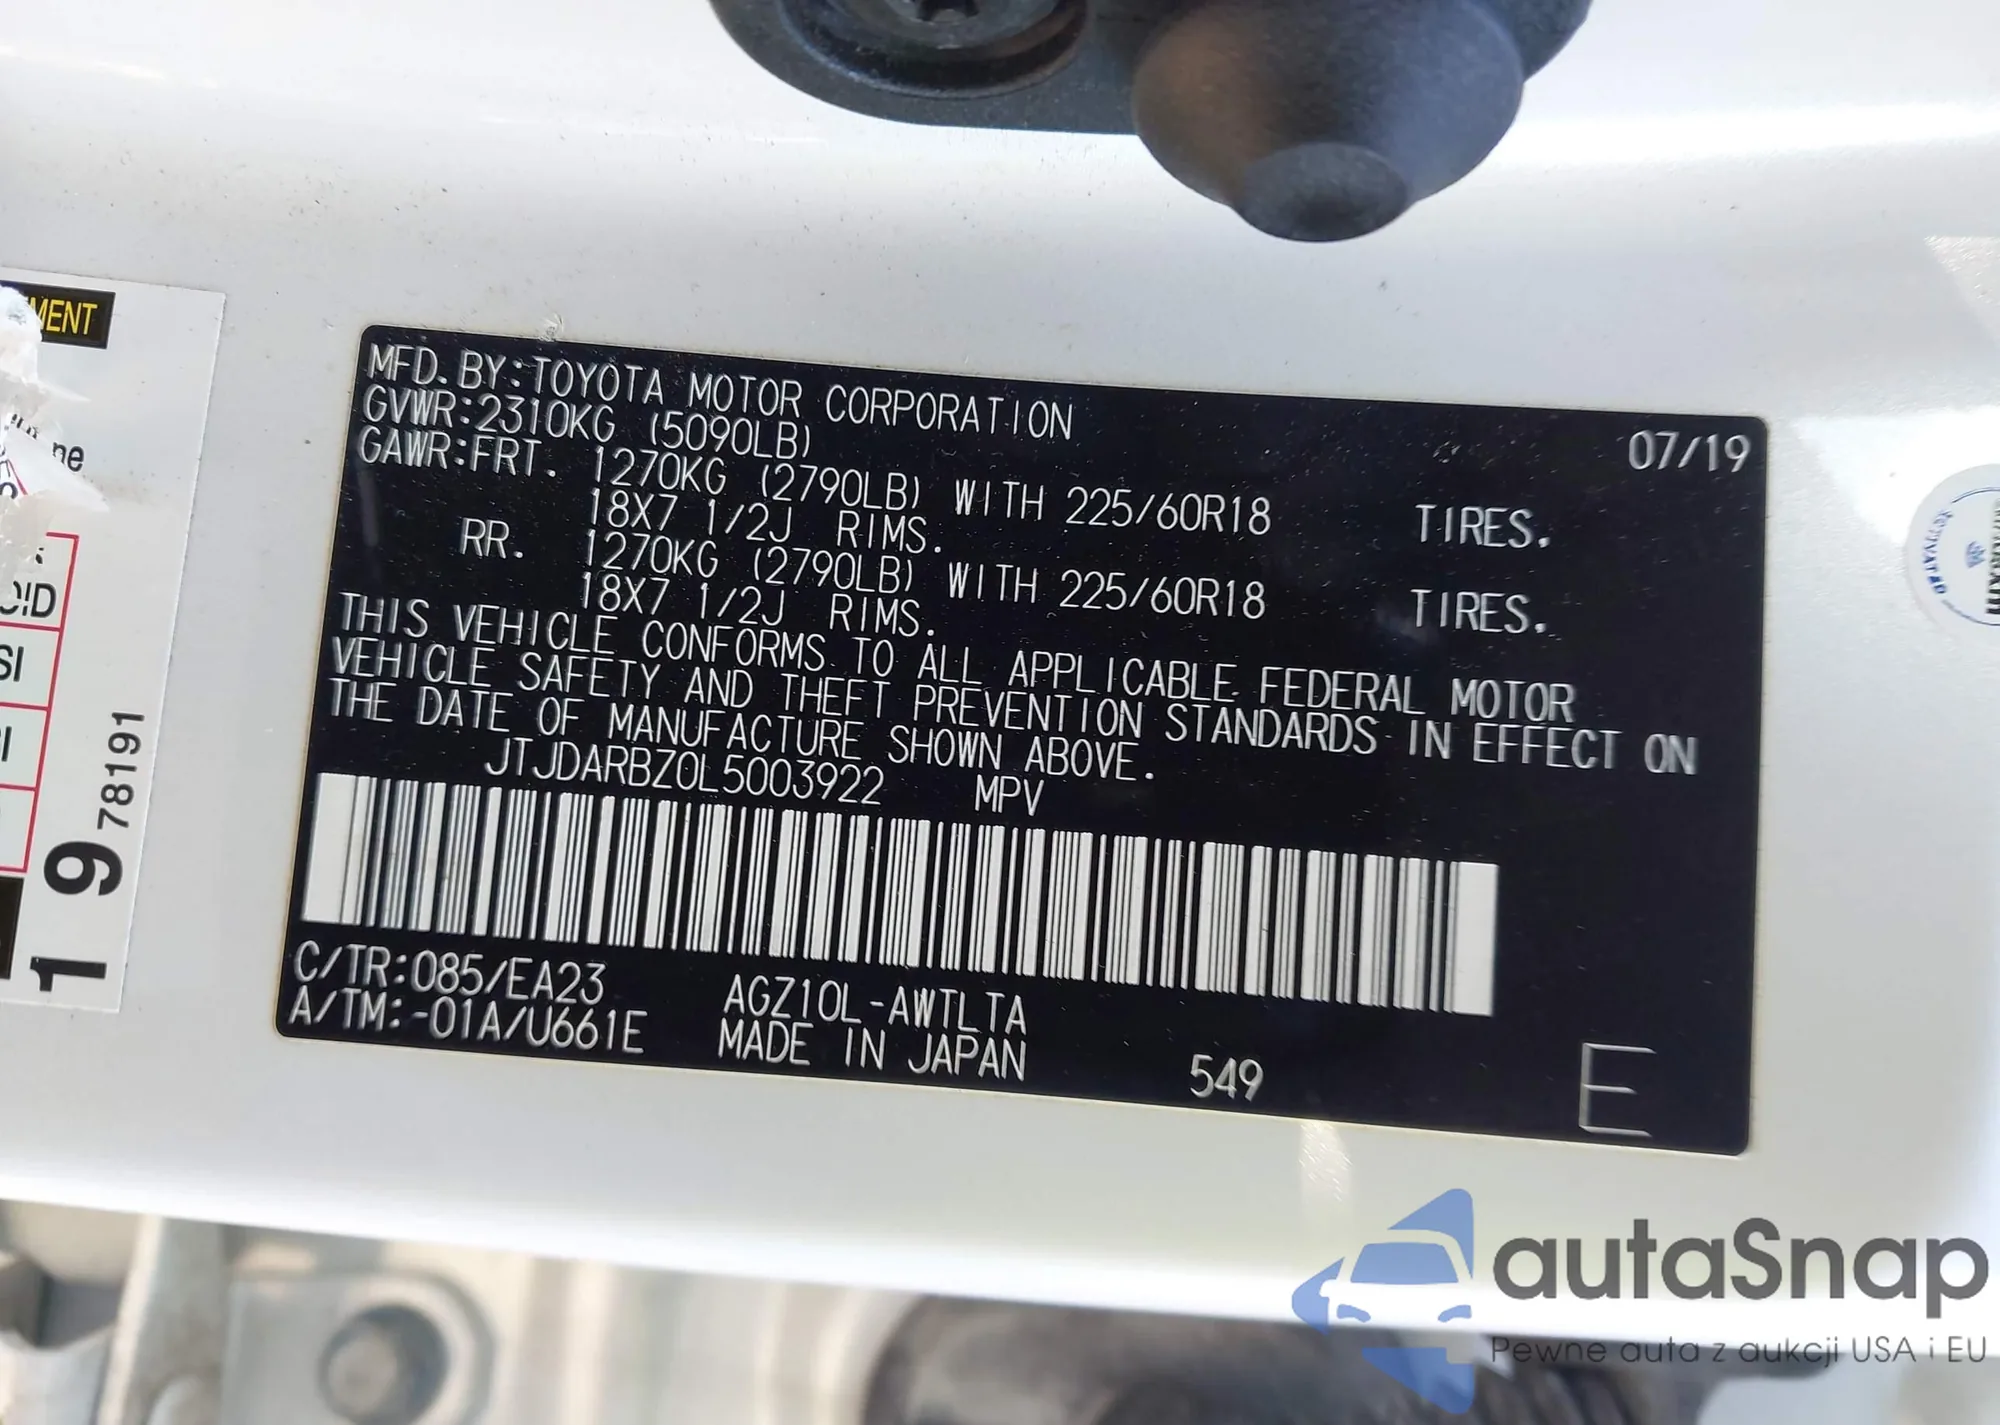 MENT
ne
OID
SI
I
1 9 78191
MFD. BY:TOYOTA MOTOR CORPORATION 07/19
GVWR:2310KG (5090LB)
GAWR:FRT. 1270KG (2790LB) WITH 225/60R18 TIRES.
18X7 1/2J RIMS.
RR. 1270KG (2790LB) WITH 225/60R18 TIRES.
18X7 1/2J RIMS.
THIS VEHICLE CONFORMS TO ALL APPLICABLE FEDERAL MOTOR
VEHICLE SAFETY AND THEFT PREVENTION STANDARDS IN EFFECT ON
THE DATE OF MANUFACTURE SHOWN ABOVE.
JTJDARBZ0L5003922 MPV
C/TR:085/EA23 AGZ10L-AWTLTA
A/TM:-01A/U661E MADE IN JAPAN 549 E
autaSnap
Pewne auta z aukcji USA i EU